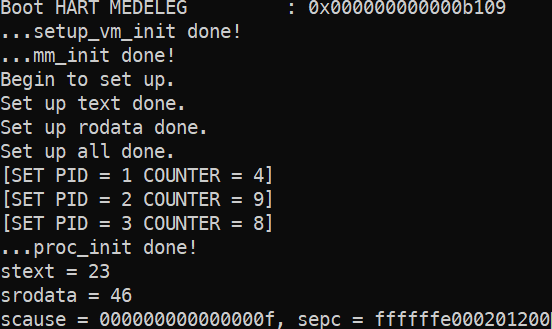 Boot HART MEDELEG         : 0x000000000000b109
...setup_vm_init done!
...mm_init done!
Begin to set up.
Set up text done.
Set up rodata done.
Set up all done.
[SET PID = 1 COUNTER = 4]
[SET PID = 2 COUNTER = 9]
[SET PID = 3 COUNTER = 8]
...proc_init done!
stext = 23
srodata = 46
scause = 000000000000000f, sepc = ffffffe000201200